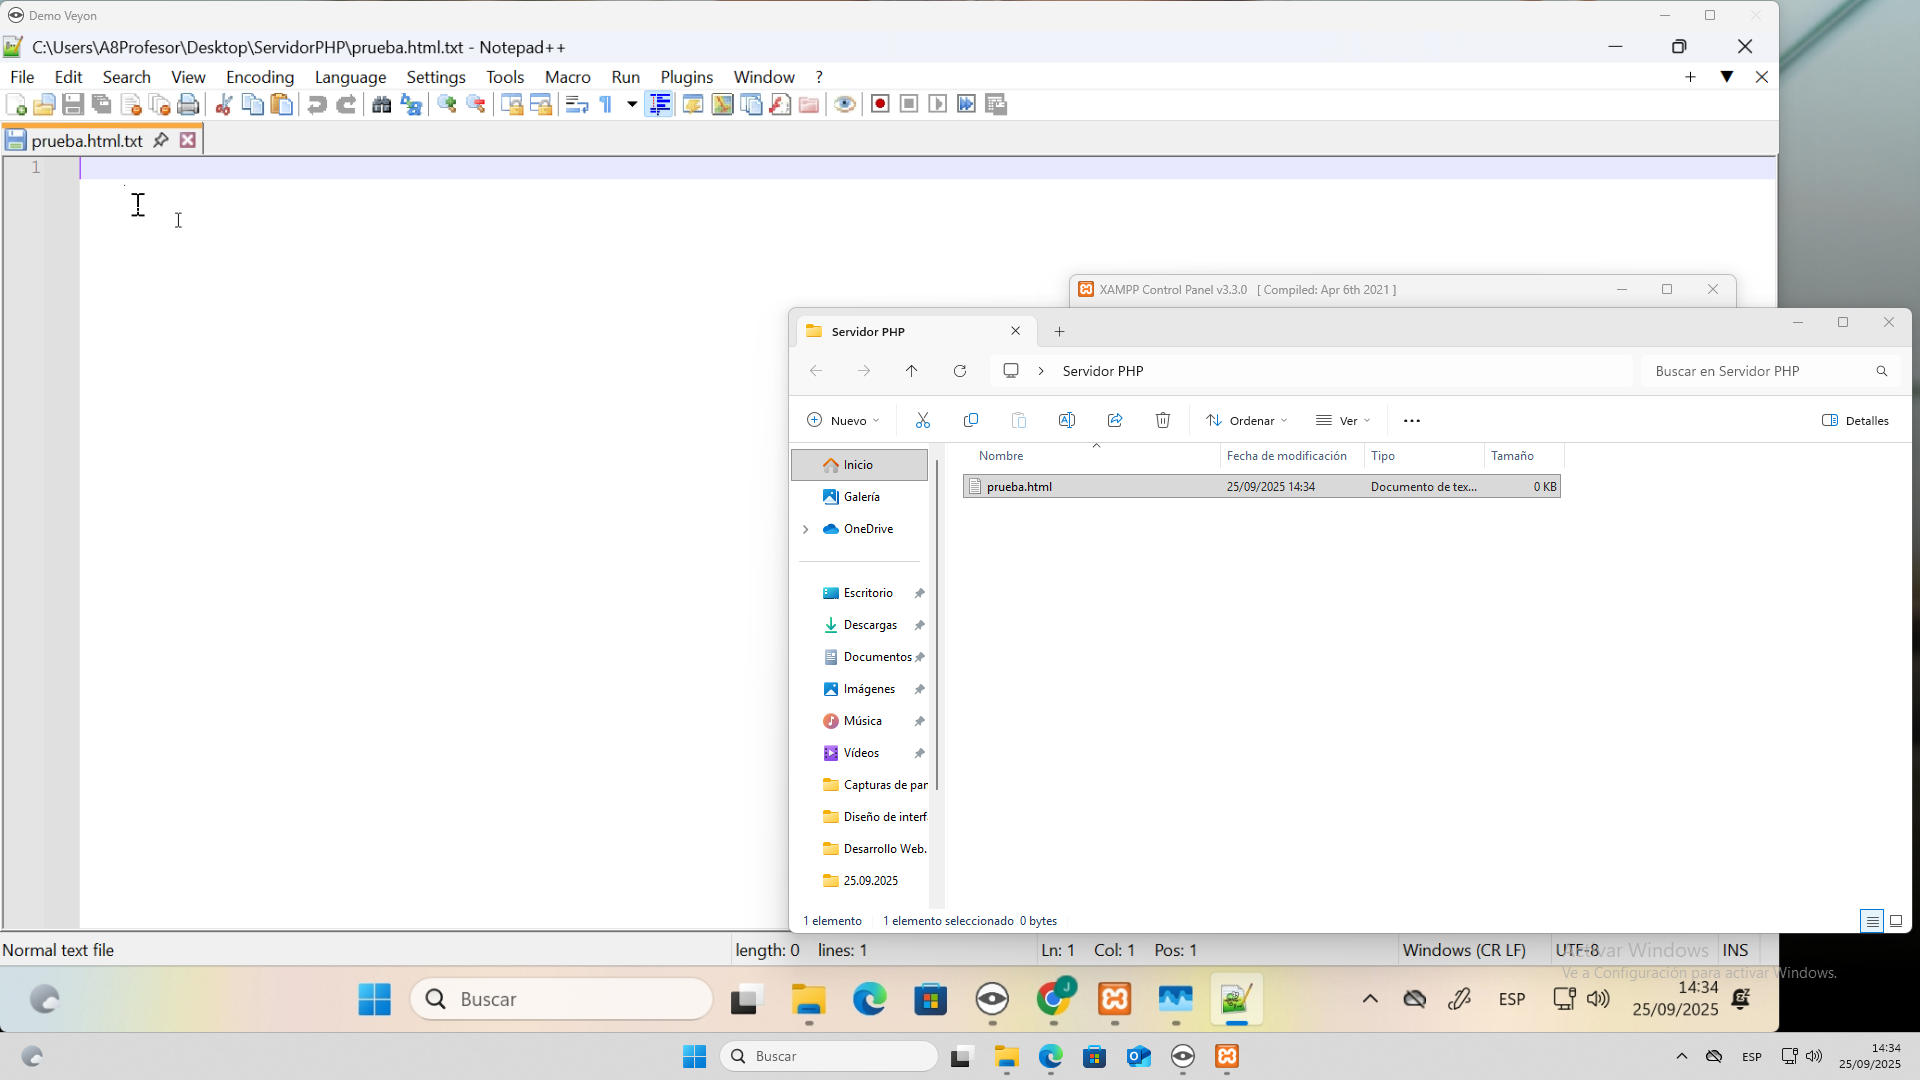 Demo Veyon
C:\Users\A8Profesor\Desktop\ServidorPHP\prueba.html.txt - Notepad++
File Edit Search View Encoding Language Settings Tools Macro Run Plugins Window ?
prueba.html.txt
1
XAMPP Control Panel v3.3.0 [ Compiled: Apr 6th 2021 ]
Servidor PHP
Servidor PHP
Buscar en Servidor PHP
Nuevo
Ordenar
Ver
Detalles
Nombre Fecha de modificación Tipo Tamaño
prueba.html 25/09/2025 14:34 Documento de tex... 0 KB
Inicio
Galería
OneDrive
Escritorio
Descargas
Documentos
Imágenes
Música
Vídeos
Capturas de par
Diseño de interf
Desarrollo Web.
25.09.2025
1 elemento 1 elemento seleccionado 0 bytes
Normal text file length: 0 lines: 1 Ln: 1 Col: 1 Pos: 1 Windows (CR LF) UTF-8 INS
Activar Windows
Ve a Configuración para activar Windows.
Buscar
ESP
14:34
25/09/2025
Buscar
ESP
14:34
25/09/2025